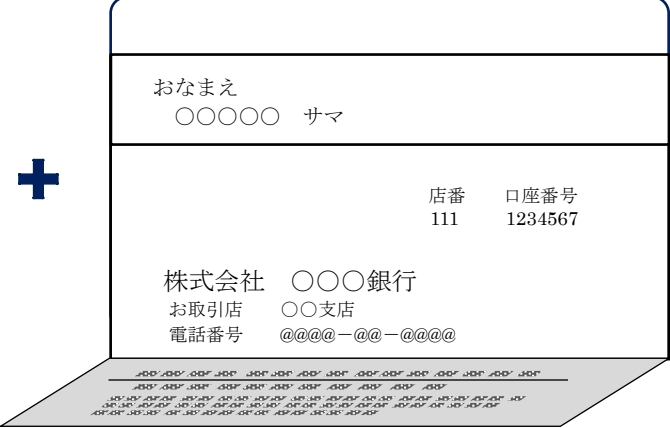 おなまえ
○○○○○ サマ
店番 口座番号
111 1234567
株式会社 ○○○銀行
お取引店 ○○支店
電話番号 @@@@－@@－@@@@